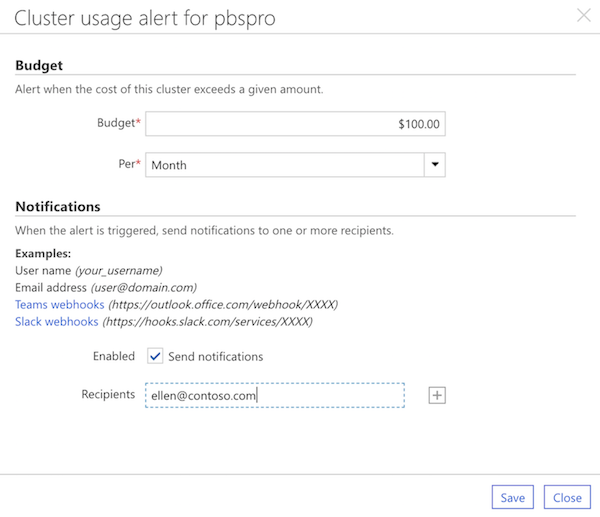 Cluster usage alert for pbspro
Budget
Alert when the cost of this cluster exceeds a given amount.
Budget* $100.00
Per* Month
Notifications
When the alert is triggered, send notifications to one or more recipients.
Examples:
User name (your_username)
Email address (user@domain.com)
Teams webhooks (https://outlook.office.com/webhook/XXXX)
Slack webhooks (https://hooks.slack.com/services/XXXX)
Enabled Send notifications
Recipients ellen@contoso.com
Save Close